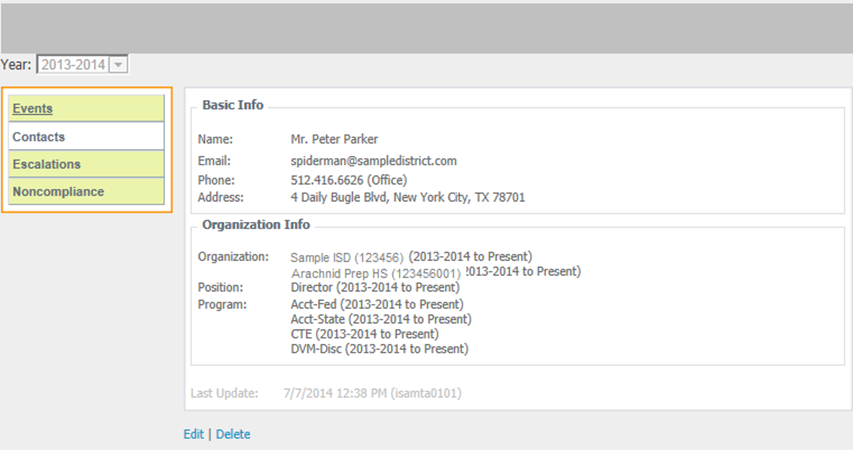 Year: 2013-2014
Events
Contacts
Escalations
Noncompliance
Basic Info
Name: Mr. Peter Parker
Email: spiderman@sampledistrict.com
Phone: 512.416.6626 (Office)
Address: 4 Daily Bugle Blvd, New York City, TX 78701
Organization Info
Organization: Sample ISD (123456) (2013-2014 to Present)
Arachnid Prep HS (123456001) 2013-2014 to Present)
Position: Director (2013-2014 to Present)
Program: Acct-Fed (2013-2014 to Present)
Acct-State (2013-2014 to Present)
CTE (2013-2014 to Present)
DVM-Disc (2013-2014 to Present)
Last Update: 7/7/2014 12:38 PM (isamta0101)
Edit | Delete